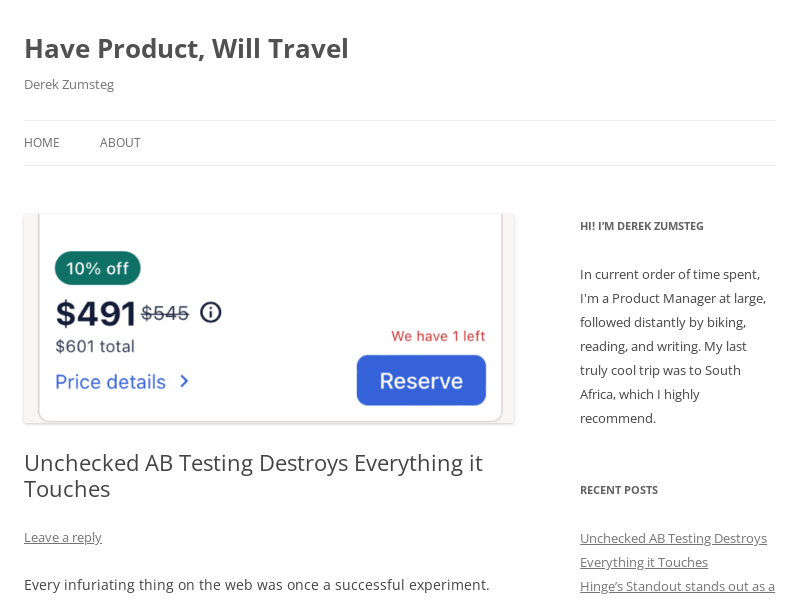 Have Product, Will Travel
Derek Zumsteg
HOME ABOUT
10% off
$491 $545
$601 total
We have 1 left
Price details
Reserve
Unchecked AB Testing Destroys Everything it
Touches
Leave a reply
Every infuriating thing on the web was once a successful experiment.
HI! I'M DEREK ZUMSTEG
In current order of time spent,
I'm a Product Manager at large,
followed distantly by biking,
reading, and writing. My last
truly cool trip was to South
Africa, which I highly
recommend.
RECENT POSTS
Unchecked AB Testing Destroys
Everything it Touches
Hinge's Standout stands out as a